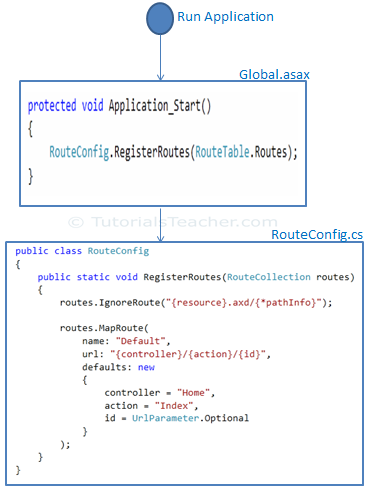 Run Application
Global.asax
protected void Application_Start()
{
RouteConfig.RegisterRoutes(RouteTable.Routes);
}
© TutorialsTeacher.com
RouteConfig.cs
public class RouteConfig
{
public static void RegisterRoutes(RouteCollection routes)
{
routes.IgnoreRoute("{resource}.axd/{*pathInfo}");
routes.MapRoute(
name: "Default",
url: "{controller}/{action}/{id}",
defaults: new
{
controller = "Home",
action = "Index",
id = UrlParameter.Optional
}
);
}
}